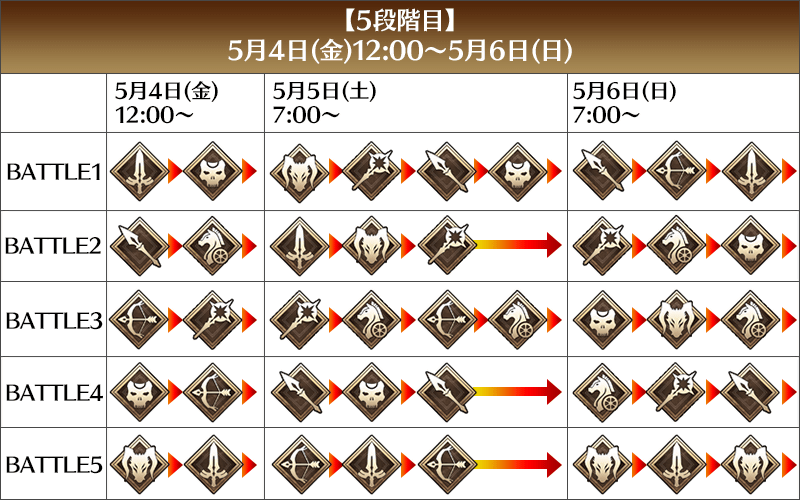 【5段階目】
5月4日(金)12:00～5月6日(日)
5月4日(金)
12:00～
5月5日(土)
7:00～
5月6日(日)
7:00～
BATTLE1
BATTLE2
BATTLE3
BATTLE4
BATTLE5